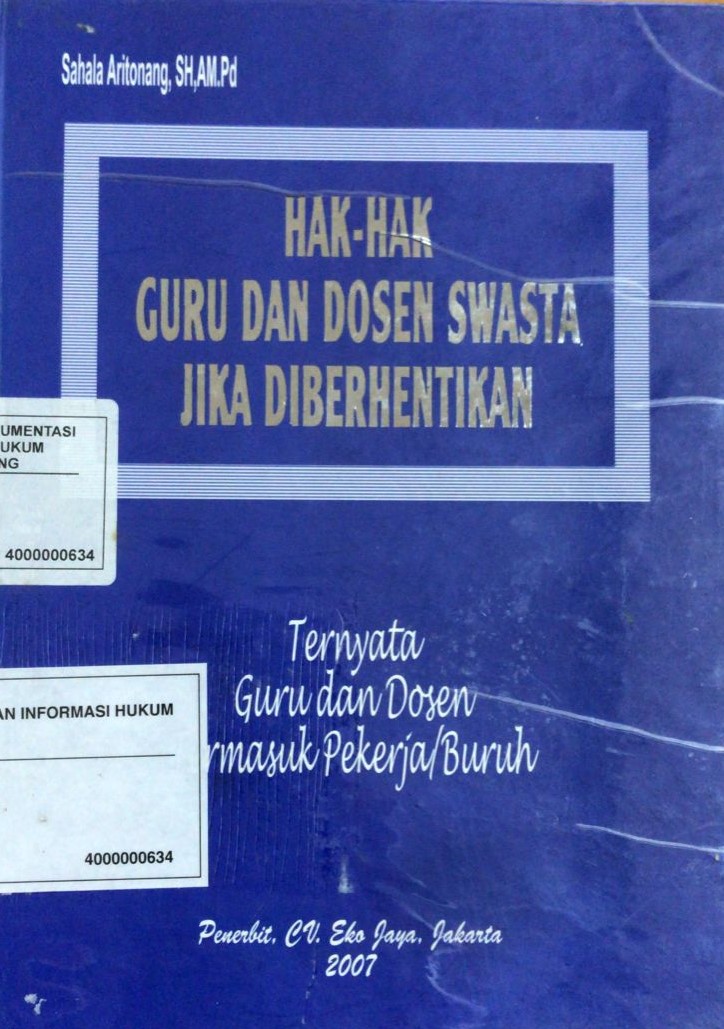 Sahala Aritonang, SH,AM.Pd
HAK-HAK
GURU DAN DOSEN SWASTA
JIKA DIBERHENTIKAN
UMENTASI
UKUM
NG
4000000634
Ternyata
Guru dan Dosen
rmasuk Pekerja/Buruh
AN INFORMASI HUKUM
4000000634
Penerbit, CV. Eko Jaya, Jakarta
2007